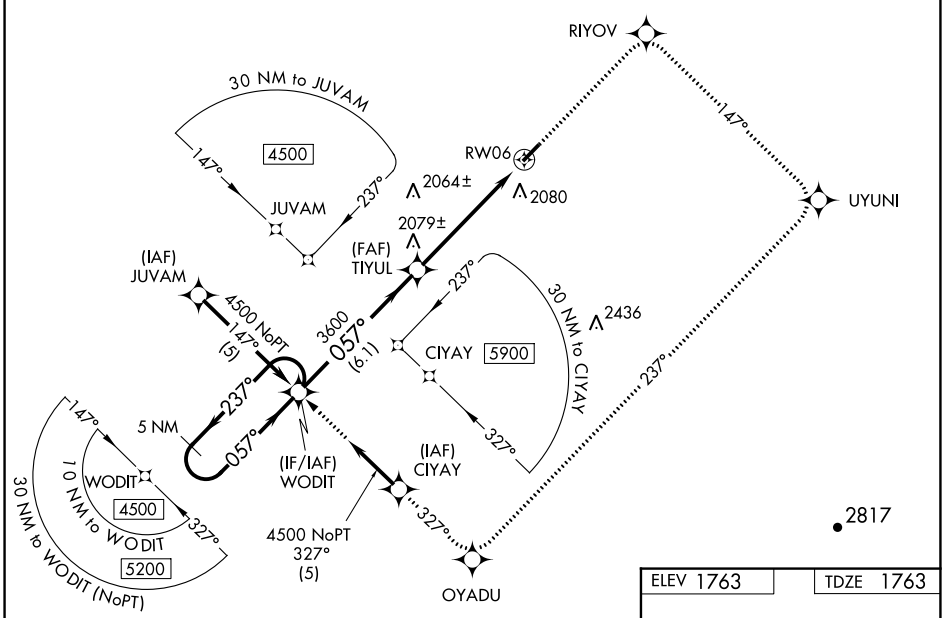 RIYOV
30 NM to JUVAM
4500
147°
237°
JUVAM
147°
RW06
2064±
2080
2079±
UYUNI
(IAF)
JUVAM
(FAF)
TIYUL
4500 NoPT
147°
(5)
3600
057°
(6.1)
237°
30 NM to CIYAY
2436
CIYAY
5900
327°
237°
237°
5 NM
057°
(IF/IAF)
WODIT
(IAF)
CIYAY
147°
WODIT
4500
10 NM to WODIT
327°
5200
30 NM to WODIT (NoPT)
4500 NoPT
327°
(5)
327°
OYADU
2817
ELEV 1763
TDZE 1763